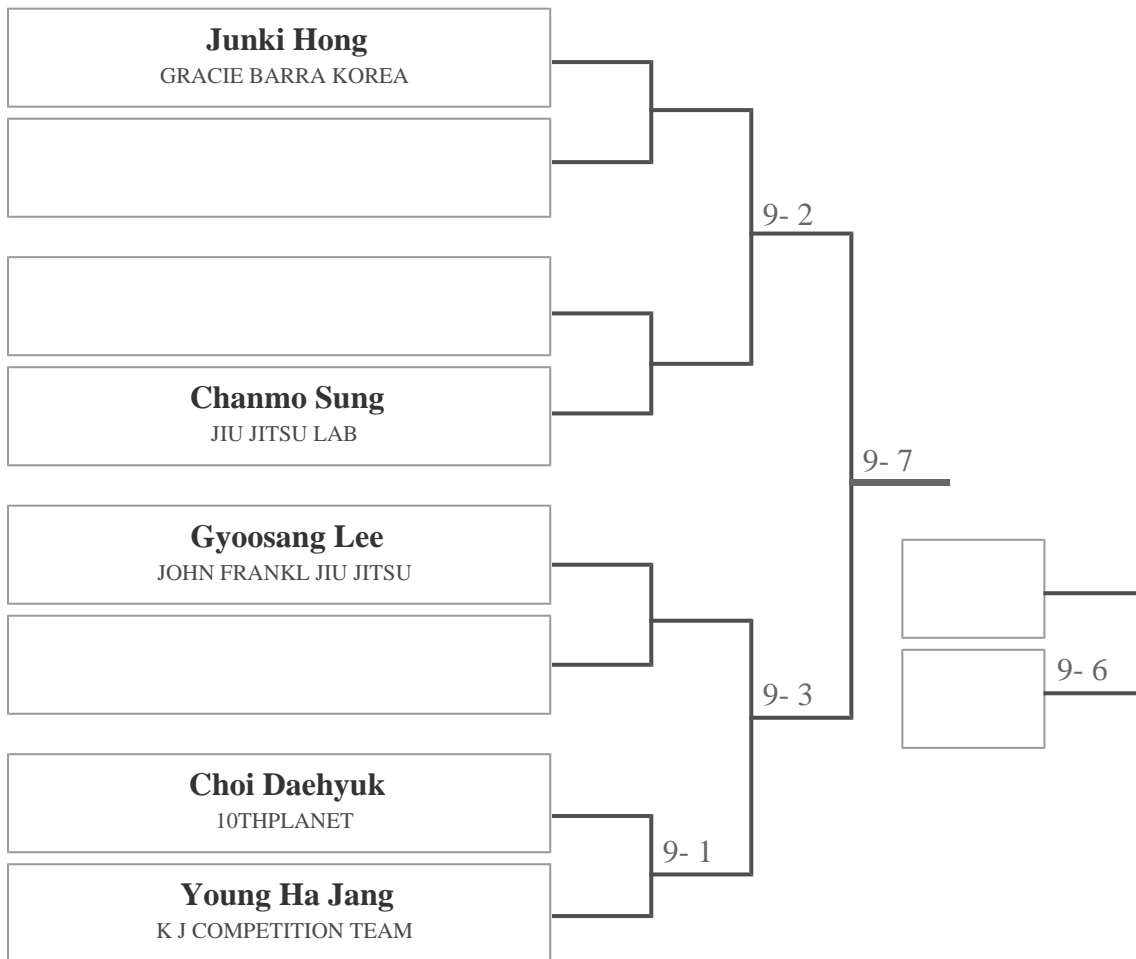 Junki Hong
GRACIE BARRA KOREA
9- 2
Chanmo Sung
JIU JITSU LAB
9- 7
Gyoosang Lee
JOHN FRANKL JIU JITSU
9- 3
9- 6
Choi Daehyuk
10THPLANET
9- 1
Young Ha Jang
K J COMPETITION TEAM